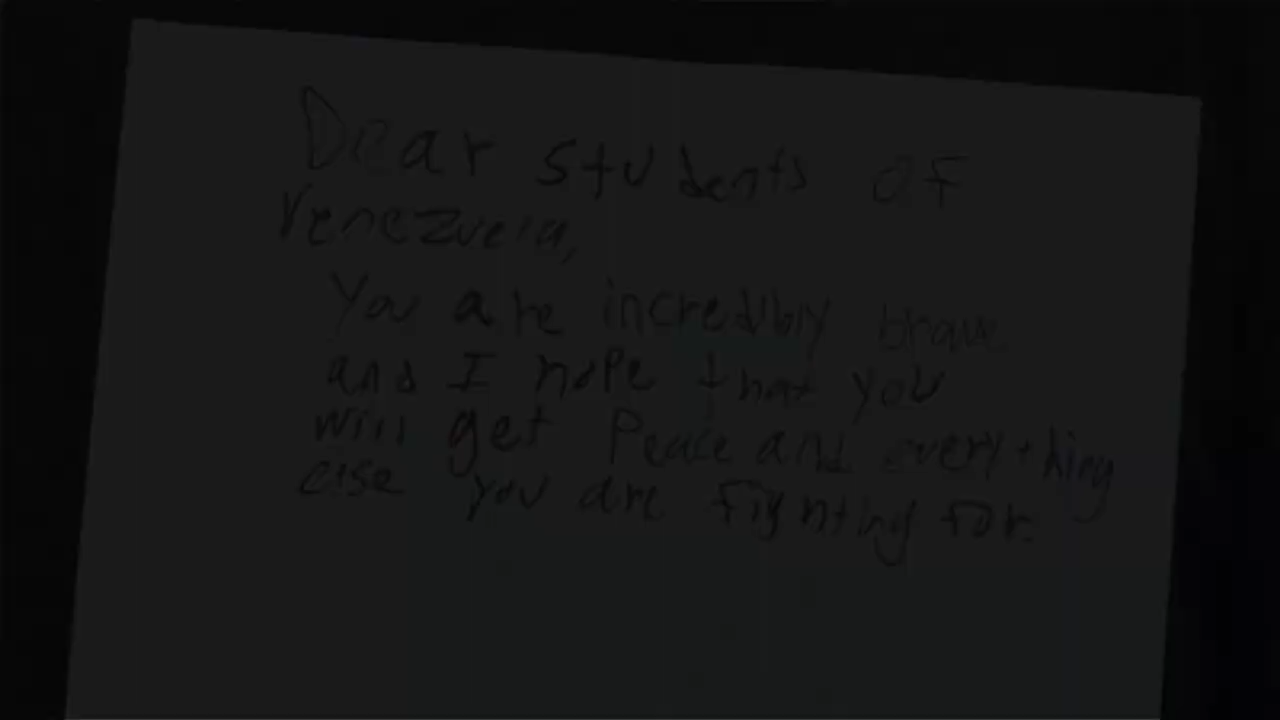 Dear students of
Venezuela,
You are incredibly brave
and I hope that you
will get Peace and everything
else you are fighting for.